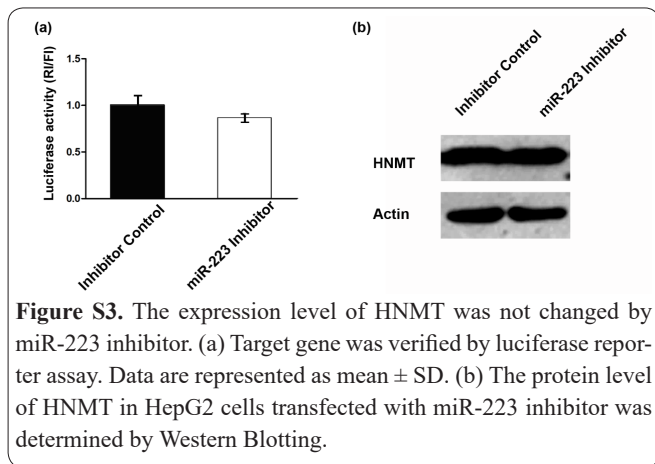 (a)
Luciferase activity (RI/FI)
1.5
1.0
0.5
0.0
Inhibitor Control
miR-223 Inhibitor
(b)
Inhibitor Control
miR-223 Inhibitor
HNMT
Actin
Figure S3. The expression level of HNMT was not changed by
miR-223 inhibitor. (a) Target gene was verified by luciferase repor-
ter assay. Data are represented as mean ± SD. (b) The protein level
of HNMT in HepG2 cells transfected with miR-223 inhibitor was
determined by Western Blotting.